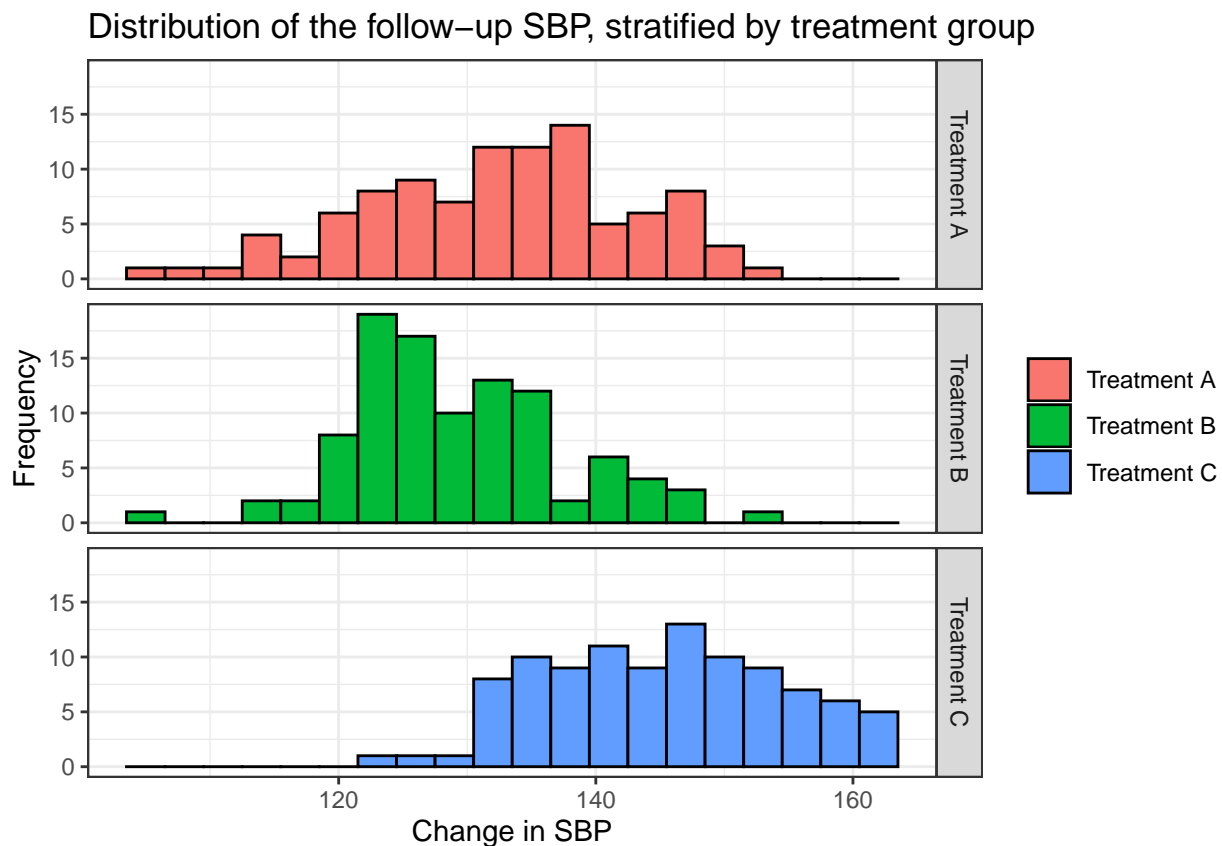 Distribution of the follow−up SBP, stratified by treatment group
15
10
5
0
Treatment A
Frequency
15
10
5
0
Treatment B
15
10
5
0
Treatment C
120
140
160
Change in SBP
Treatment A
Treatment B
Treatment C